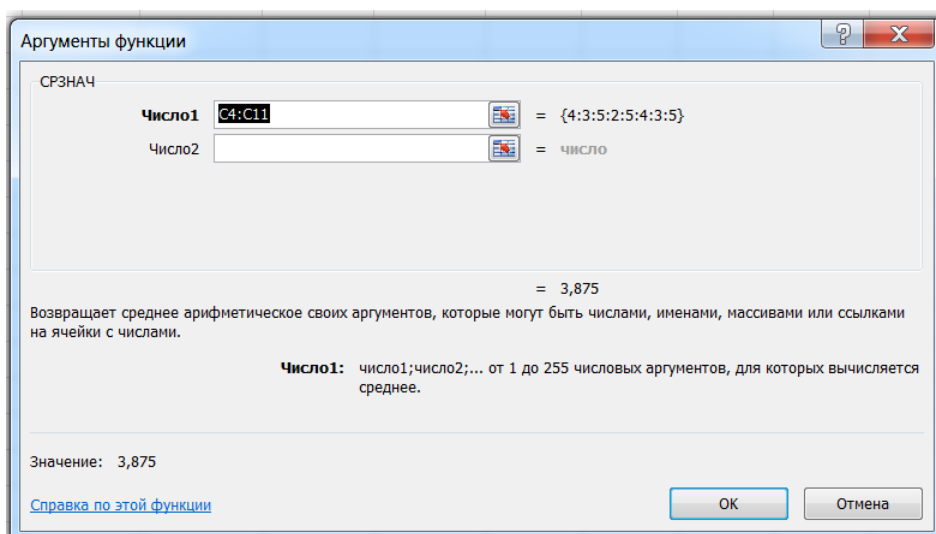 Аргументы функции
СРЗНАЧ
Число1 C4:C11 = {4:3:5:2:5:4:3:5}
Число2 = число
= 3,875
Возвращает среднее арифметическое своих аргументов, которые могут быть числами, именами, массивами или ссылками
на ячейки с числами.
Число1: число1;число2;... от 1 до 255 числовых аргументов, для которых вычисляется
среднее.
Значение: 3,875
Справка по этой функции
ОК Отмена